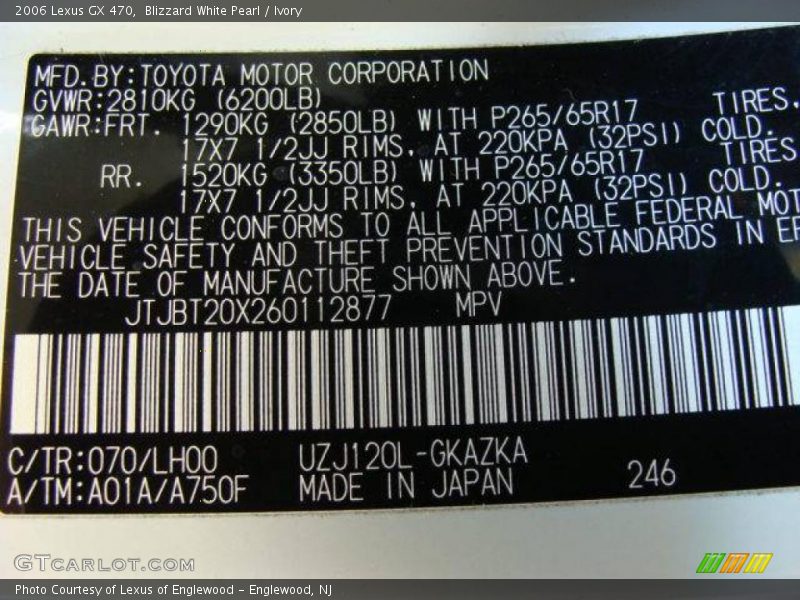 2006 Lexus GX 470, Blizzard White Pearl / Ivory
MFD.BY:TOYOTA MOTOR CORPORATION
GVWR:2810KG (6200LB)
GAWR:FRT. 1290KG (2850LB) WITH P265/65R17 TIRES,
17X7 1/2JJ RIMS, AT 220KPA (32PSI) COLD.
RR. 1520KG (3350LB) WITH P265/65R17 TIRES
17X7 1/2JJ RIMS, AT 220KPA (32PSI) COLD.
THIS VEHICLE CONFORMS TO ALL APPLICABLE FEDERAL MOT
VEHICLE SAFETY AND THEFT PREVENTION STANDARDS IN EF
THE DATE OF MANUFACTURE SHOWN ABOVE.
JTJBT20X260112877 MPV
C/TR:070/LH00 UZJ120L-GKAZKA
A/TM:A01A/A750F MADE IN JAPAN 246
GTCARLOT.COM
Photo Courtesy of Lexus of Englewood – Englewood, NJ